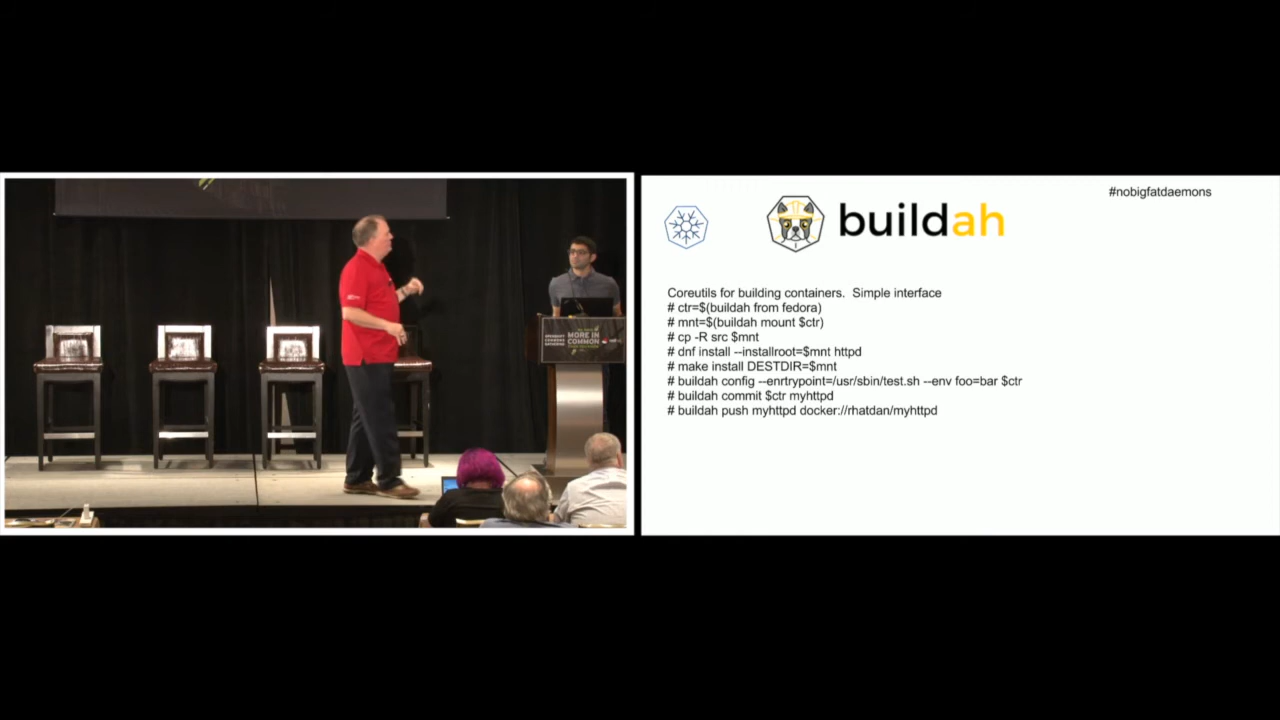 #nobigfatdaemons
buildah
Coreutils for building containers.  Simple interface
# ctr=$(buildah from fedora)
# mnt=$(buildah mount $ctr)
# cp -R src $mnt
# dnf install --installroot=$mnt httpd
# make install DESTDIR=$mnt
# buildah config --enrtrypoint=/usr/sbin/test.sh --env foo=bar $ctr
# buildah commit $ctr myhttpd
# buildah push myhttpd docker://rhatdan/myhttpd
MORE IN
COMMON